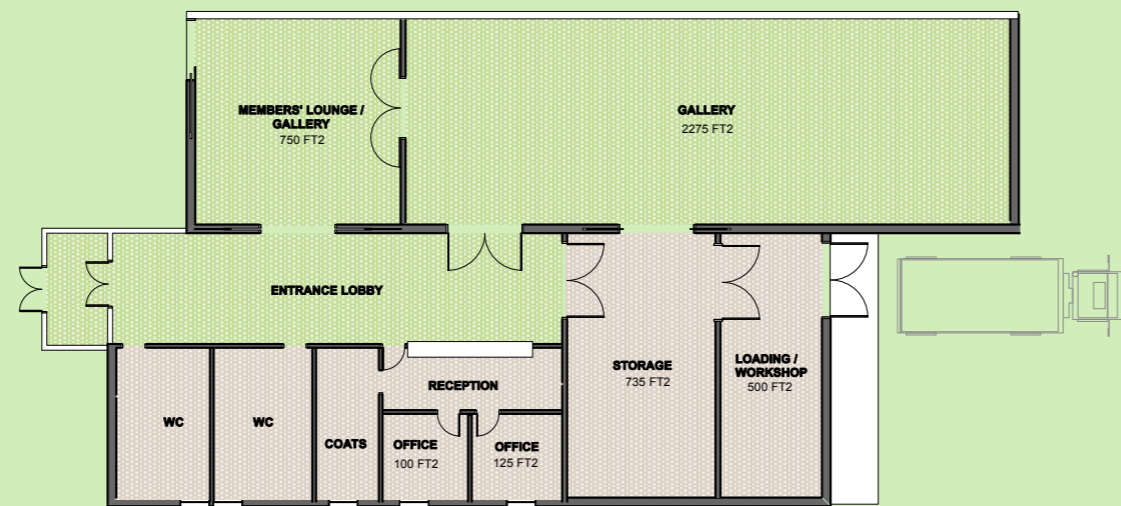 MEMBERS' LOUNGE /
GALLERY
750 FT2
GALLERY
2275 FT2
ENTRANCE LOBBY
STORAGE
735 FT2
LOADING /
WORKSHOP
500 FT2
RECEPTION
WC
WC
COATS
OFFICE
100 FT2
OFFICE
125 FT2